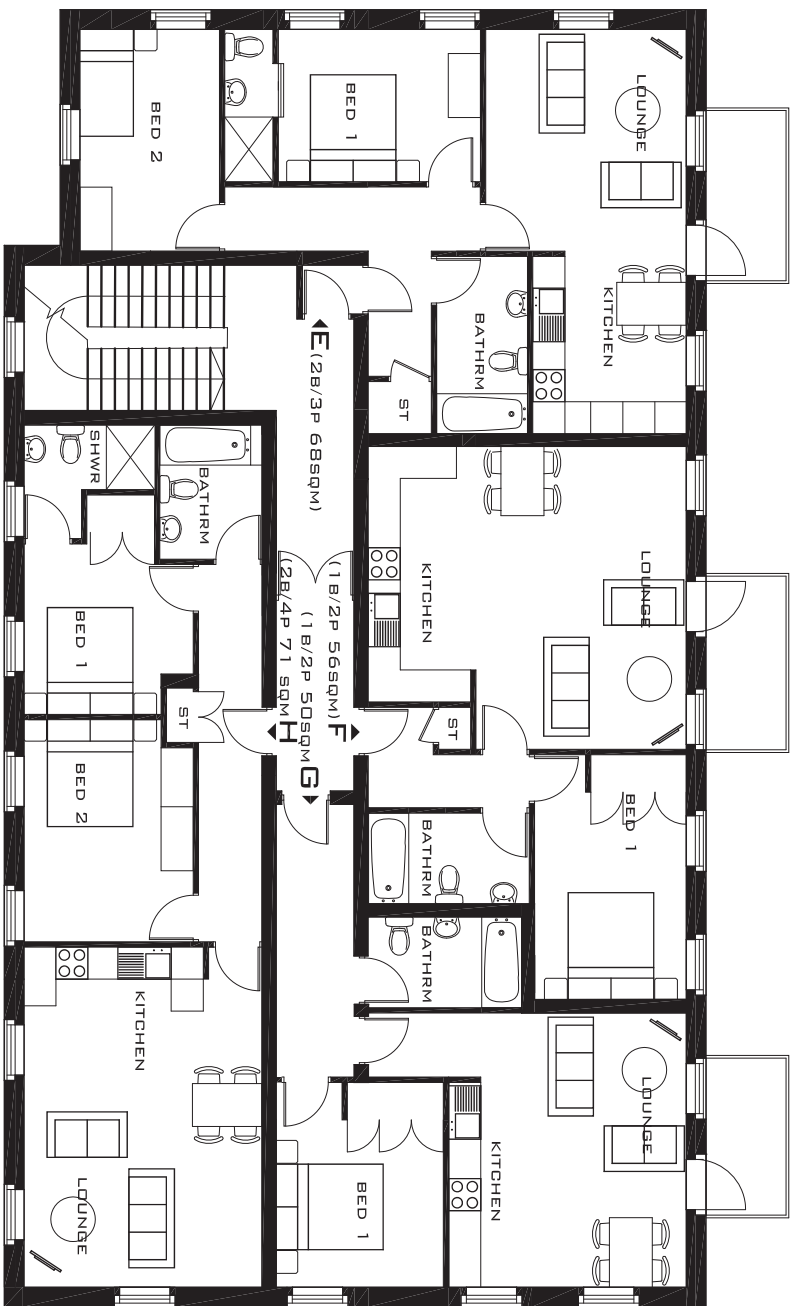 BED 2
BED 1
LOUNGE
KITCHEN
BATHRM
ST
E (2B/3P 68SQM)
SHWR
BATHRM
BED 1
ST
BED 2
KITCHEN
LOUNGE
(1B/2P 56SQM) F
(1B/2P 50SQM G
(2B/4P 71 SQM H
KITCHEN
LOUNGE
ST
BED 1
BATHRM
BATHRM
LOUNGE
KITCHEN
BED 1